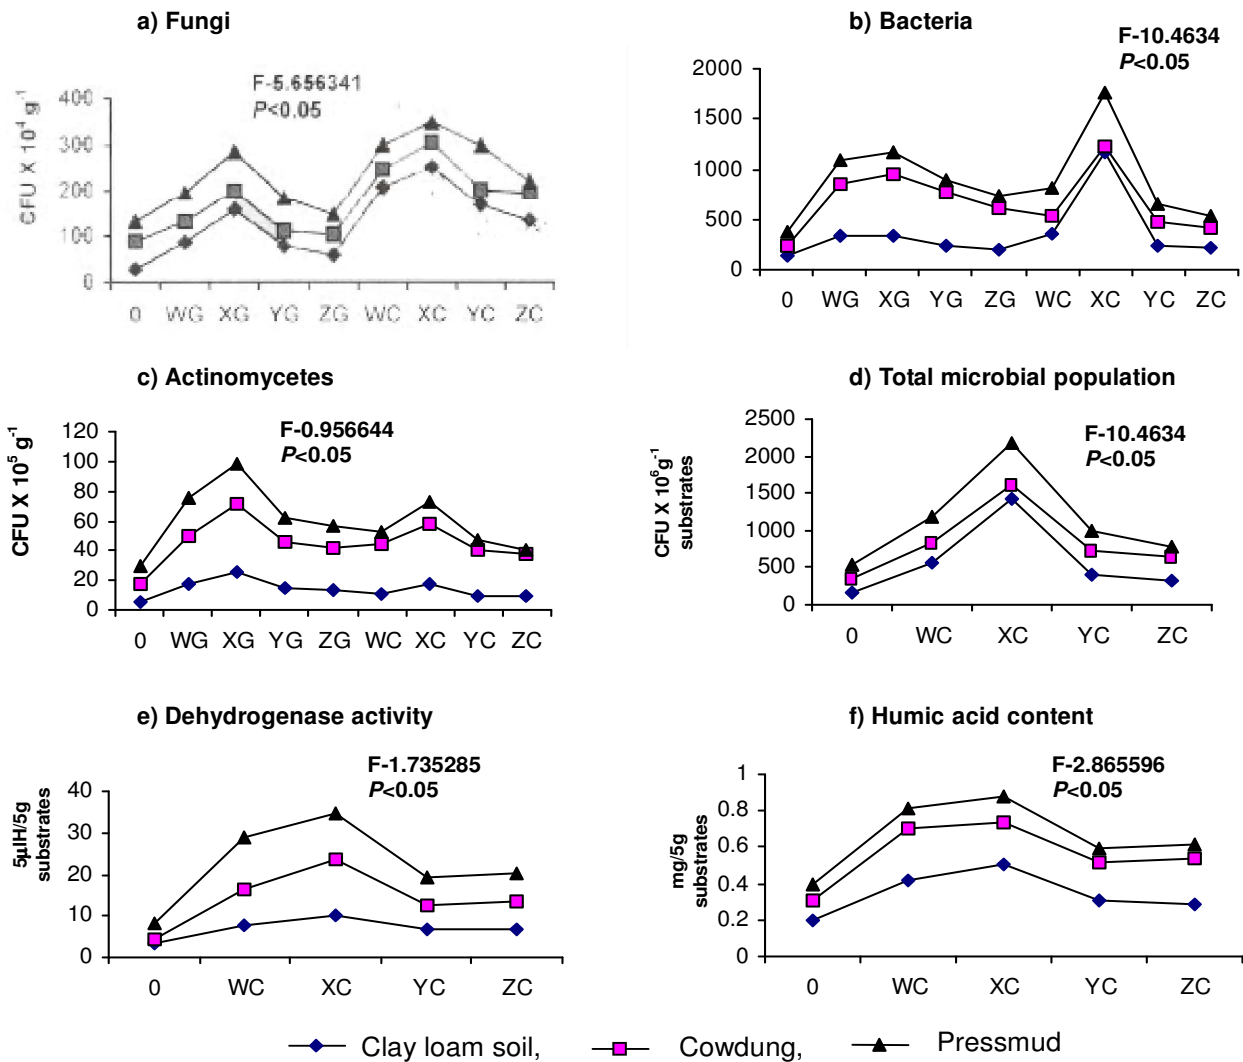 a) Fungi
F-5.656341
P<0.05
CFU X 10⁴ g⁻¹
400
300
200
100
0
0 WG XG YG ZG WC XC YC ZC
b) Bacteria
F-10.4634
P<0.05
2000
1500
1000
500
0
0 WG XG YG ZG WC XC YC ZC
c) Actinomycetes
F-0.956644
P<0.05
CFU X 10⁵ g⁻¹
120
100
80
60
40
20
0
0 WG XG YG ZG WC XC YC ZC
d) Total microbial population
F-10.4634
P<0.05
CFU X 10⁶g⁻¹
substrates
2500
2000
1500
1000
500
0
0 WC XC YC ZC
e) Dehydrogenase activity
F-1.735285
P<0.05
5µlH/5g
substrates
40
30
20
10
0
0 WC XC YC ZC
f) Humic acid content
F-2.865596
P<0.05
mg/5g
substrates
1
0.8
0.6
0.4
0.2
0
0 WC XC YC ZC
Clay loam soil, Cowdung, Pressmud